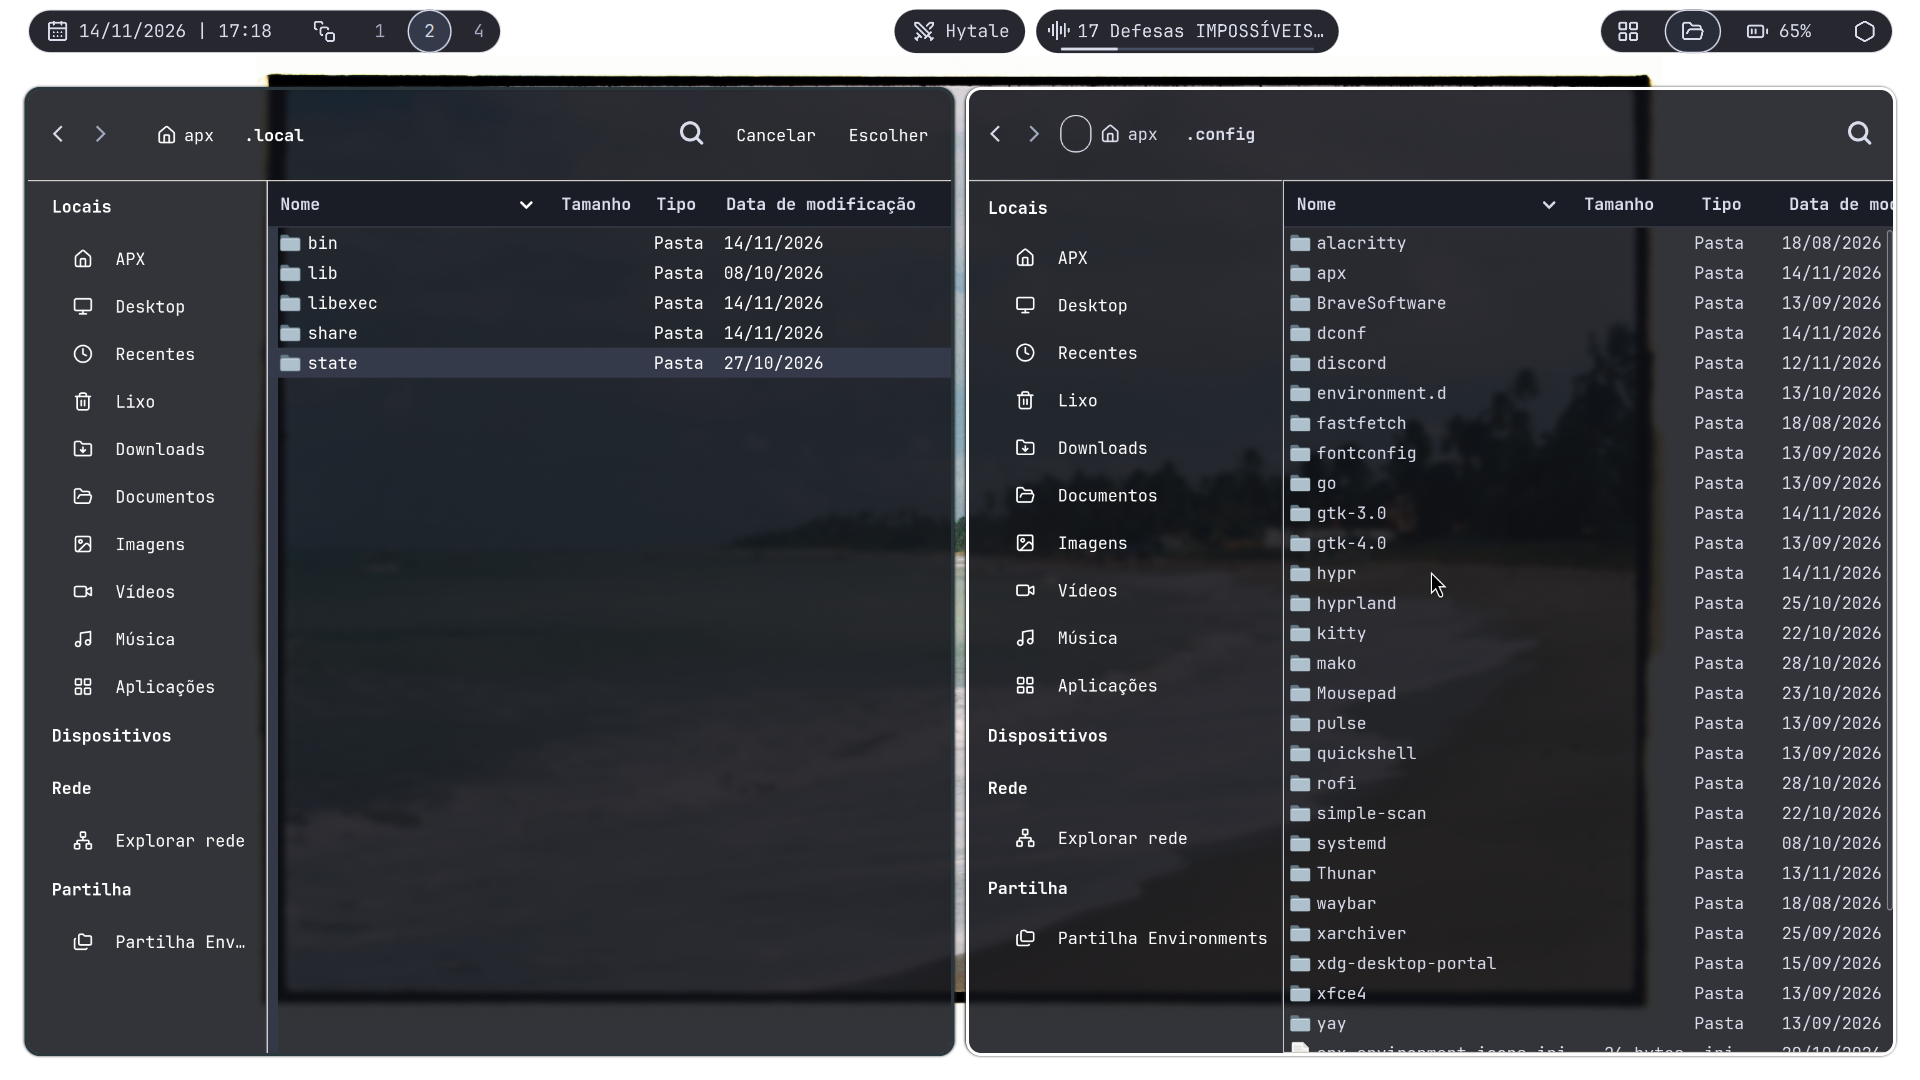 14/11/2026 | 17:18
1
2
4
Hytale
17 Defesas IMPOSSÍVEIS…
65%
apx .local
Cancelar
Escolher
Locais
APX
Desktop
Recentes
Lixo
Downloads
Documentos
Imagens
Vídeos
Música
Aplicações
Dispositivos
Rede
Explorar rede
Partilha
Partilha Env…
Nome Tamanho Tipo Data de modificação
bin Pasta 14/11/2026
lib Pasta 08/10/2026
libexec Pasta 14/11/2026
share Pasta 14/11/2026
state Pasta 27/10/2026
apx .config
Locais
APX
Desktop
Recentes
Lixo
Downloads
Documentos
Imagens
Vídeos
Música
Aplicações
Dispositivos
Rede
Explorar rede
Partilha
Partilha Environments
Nome Tamanho Tipo Data de
alacritty Pasta 18/08/2026
apx Pasta 14/11/2026
BraveSoftware Pasta 13/09/2026
dconf Pasta 14/11/2026
discord Pasta 12/11/2026
environment.d Pasta 13/10/2026
fastfetch Pasta 18/08/2026
fontconfig Pasta 13/09/2026
go Pasta 13/09/2026
gtk-3.0 Pasta 14/11/2026
gtk-4.0 Pasta 13/09/2026
hypr Pasta 14/11/2026
hyprland Pasta 25/10/2026
kitty Pasta 22/10/2026
mako Pasta 28/10/2026
Mousepad Pasta 23/10/2026
pulse Pasta 13/09/2026
quickshell Pasta 13/09/2026
rofi Pasta 28/10/2026
simple-scan Pasta 22/10/2026
systemd Pasta 08/10/2026
Thunar Pasta 13/11/2026
waybar Pasta 18/08/2026
xarchiver Pasta 25/09/2026
xdg-desktop-portal Pasta 15/09/2026
xfce4 Pasta 13/09/2026
yay Pasta 13/09/2026